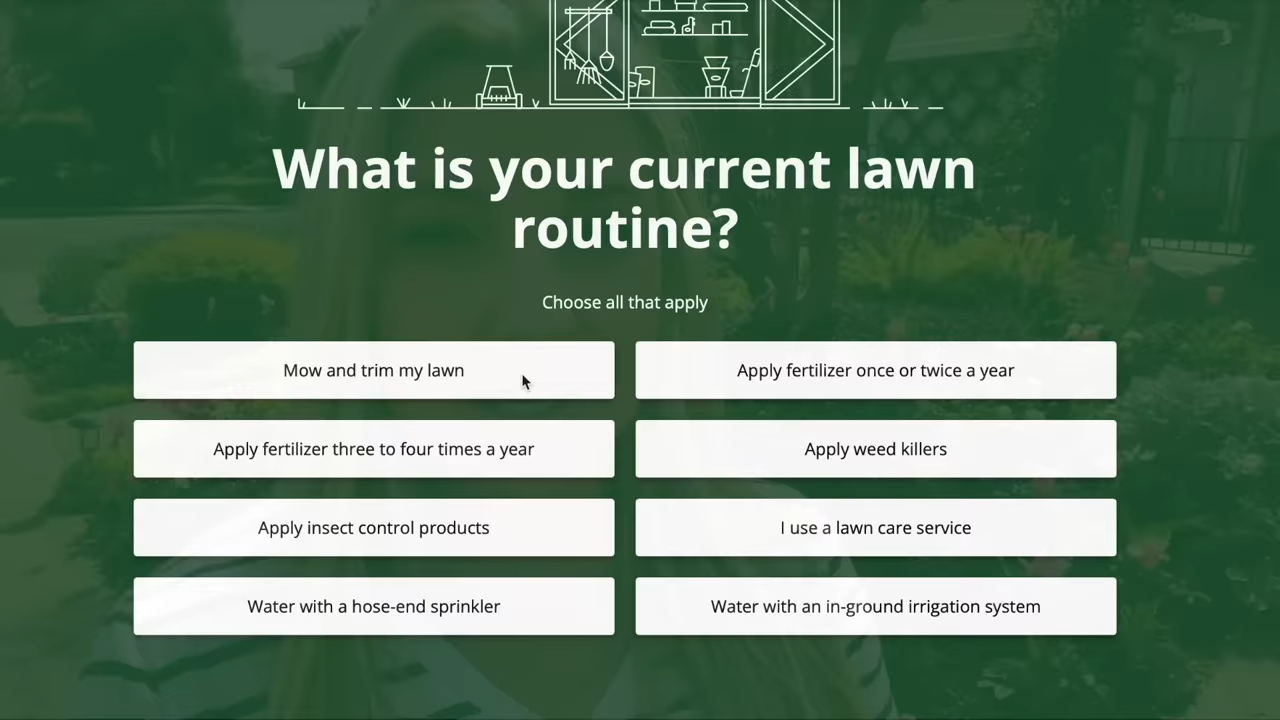 What is your current lawn
routine?
Choose all that apply
Mow and trim my lawn
Apply fertilizer once or twice a year
Apply fertilizer three to four times a year
Apply weed killers
Apply insect control products
I use a lawn care service
Water with a hose-end sprinkler
Water with an in-ground irrigation system